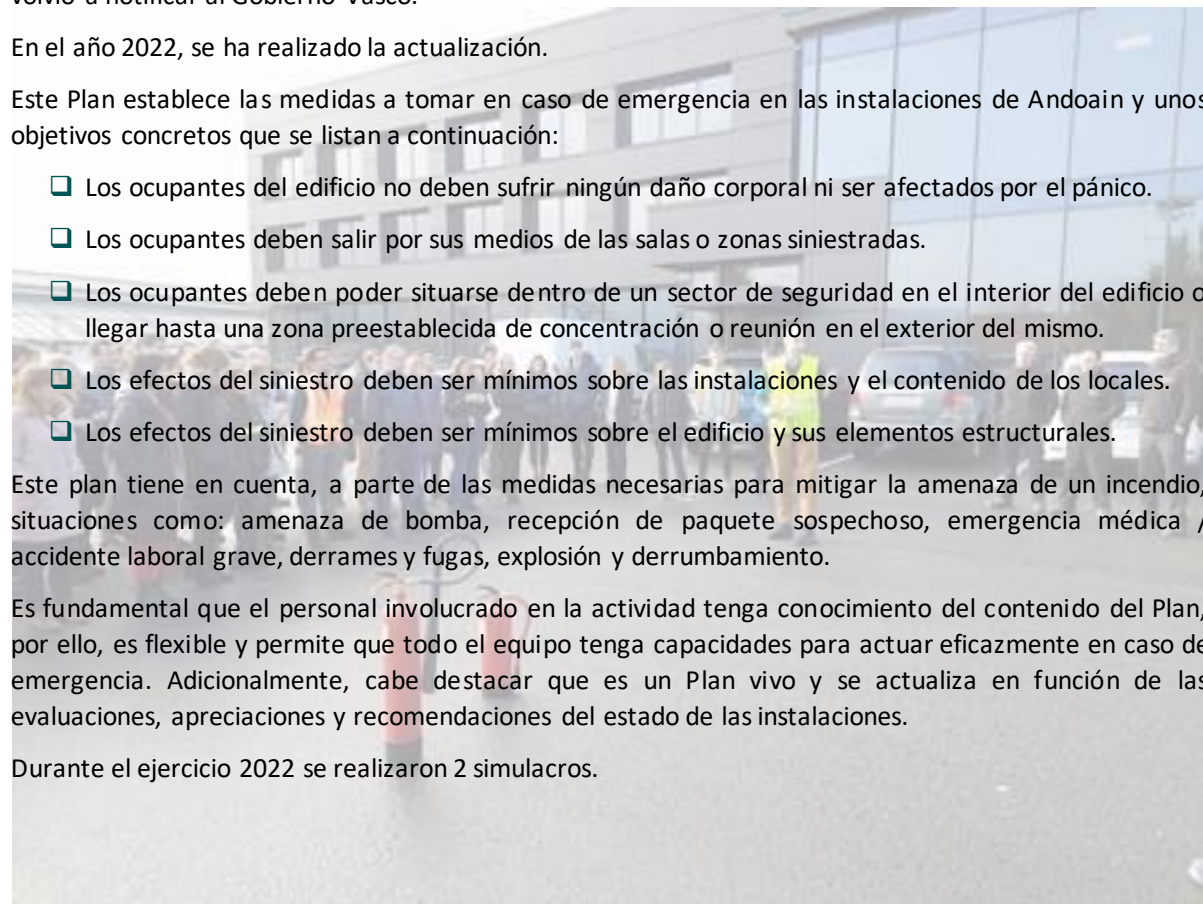 volvió a notificar al Gobierno Vasco.
En el año 2022, se ha realizado la actualización.
Este Plan establece las medidas a tomar en caso de emergencia en las instalaciones de Andoain y unos
objetivos concretos que se listan a continuación:
Los ocupantes del edificio no deben sufrir ningún daño corporal ni ser afectados por el pánico.
Los ocupantes deben salir por sus medios de las salas o zonas siniestradas.
Los ocupantes deben poder situarse dentro de un sector de seguridad en el interior del edificio o
llegar hasta una zona preestablecida de concentración o reunión en el exterior del mismo.
Los efectos del siniestro deben ser mínimos sobre las instalaciones y el contenido de los locales.
Los efectos del siniestro deben ser mínimos sobre el edificio y sus elementos estructurales.
Este plan tiene en cuenta, a parte de las medidas necesarias para mitigar la amenaza de un incendio,
situaciones como: amenaza de bomba, recepción de paquete sospechoso, emergencia médica /
accidente laboral grave, derrames y fugas, explosión y derrumbamiento.
Es fundamental que el personal involucrado en la actividad tenga conocimiento del contenido del Plan,
por ello, es flexible y permite que todo el equipo tenga capacidades para actuar eficazmente en caso de
emergencia. Adicionalmente, cabe destacar que es un Plan vivo y se actualiza en función de las
evaluaciones, apreciaciones y recomendaciones del estado de las instalaciones.
Durante el ejercicio 2022 se realizaron 2 simulacros.